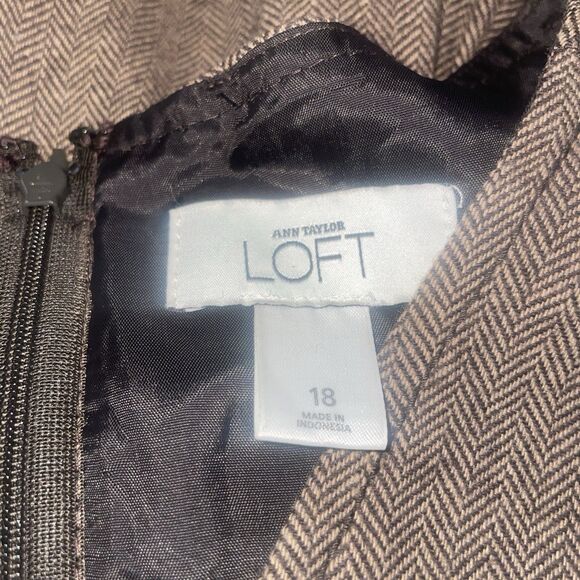 ANN TAYLOR
LOFT
18
MADE IN
INDONESIA